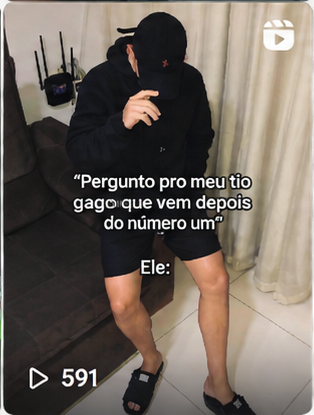 “Pergunto pro meu tio
gago que vem depois
do número um”
Ele:
591